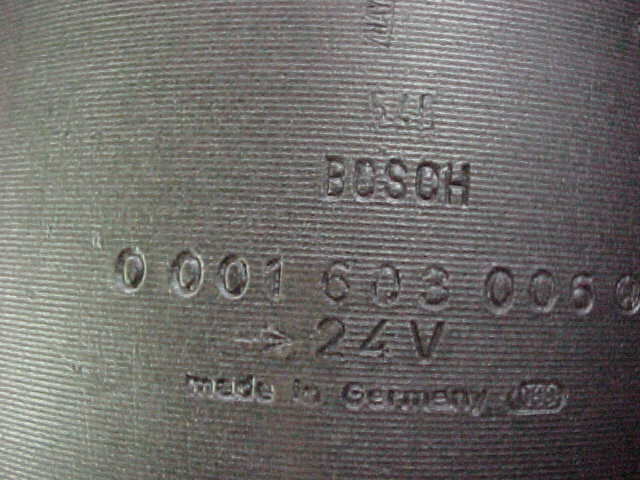 BOSCH
0 001 603 006
→ 24V
made in Germany